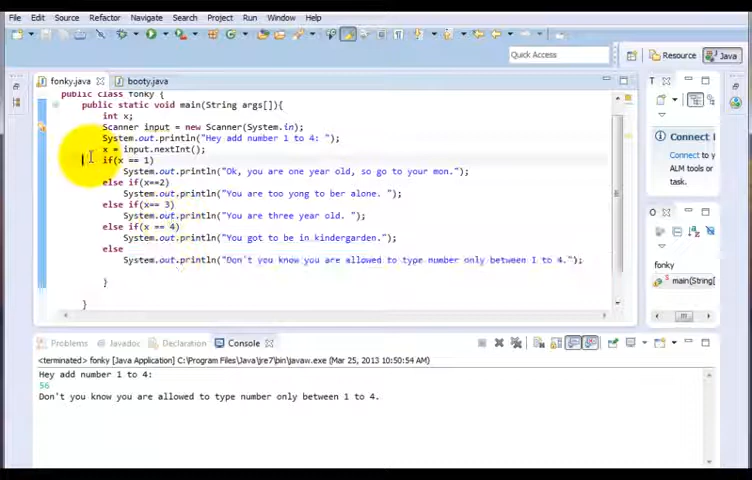 File Edit Source Refactor Navigate Search Project Run Window Help
Quick Access
Resource
Java
fonky.java
booty.java
public class fonky {
public static void main(String args[]){
int x;
Scanner input = new Scanner(System.in);
System.out.println("Hey add number 1 to 4: ");
x = input.nextInt();
if(x == 1)
System.out.println("Ok, you are one year old, so go to your mon.");
else if(x==2)
System.out.println("You are too yong to ber alone. ");
else if(x== 3)
System.out.println("You are three year old. ");
else if(x == 4)
System.out.println("You got to be in kindergarden.");
else
System.out.println("Don't you know you are allowed to type number only between 1 to 4.");
}
}
T
Connect
ALM tools or
task.
O
fonky
main(String[
Problems Javadoc Declaration Console
<terminated> fonky [Java Application] C:\Program Files\Java\jre7\bin\javaw.exe (Mar 25, 2013 10:50:54 AM)
Hey add number 1 to 4:
56
Don't you know you are allowed to type number only between 1 to 4.